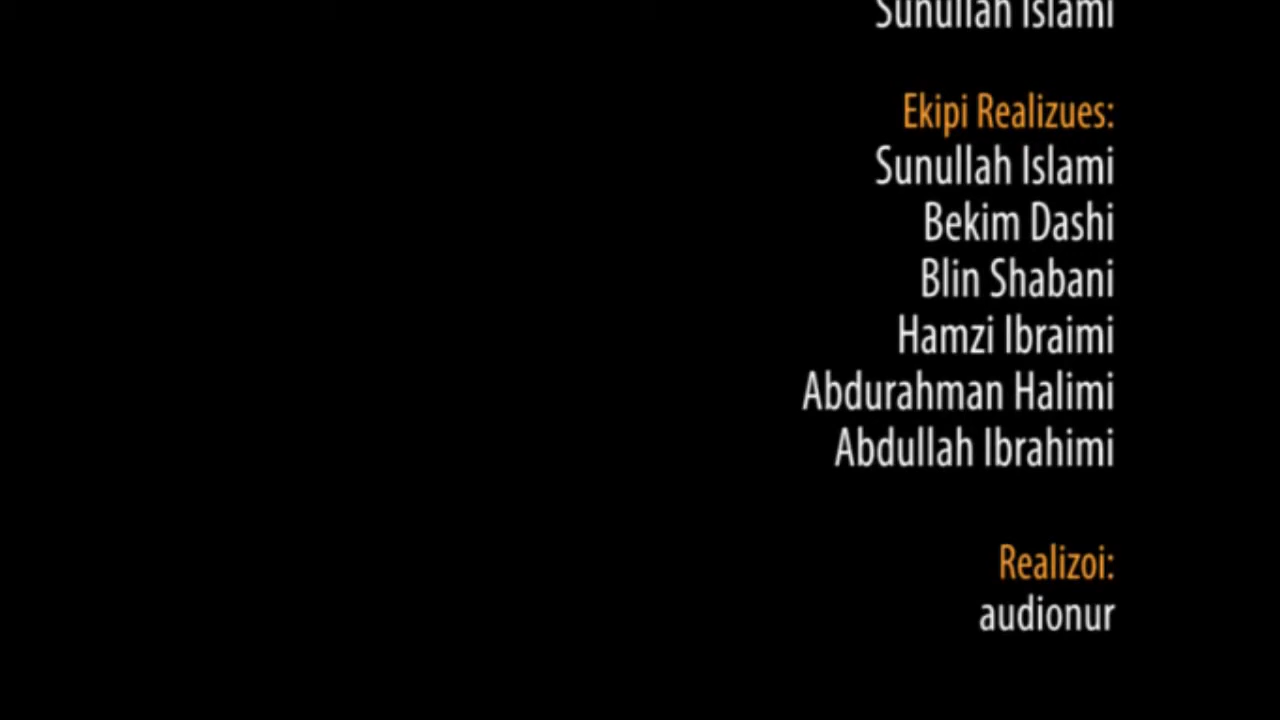 Sunullah Islami
Ekipi Realizues:
Sunullah Islami
Bekim Dashi
Blin Shabani
Hamzi Ibraimi
Abdurahman Halimi
Abdullah Ibrahimi
Realizoi:
audionur